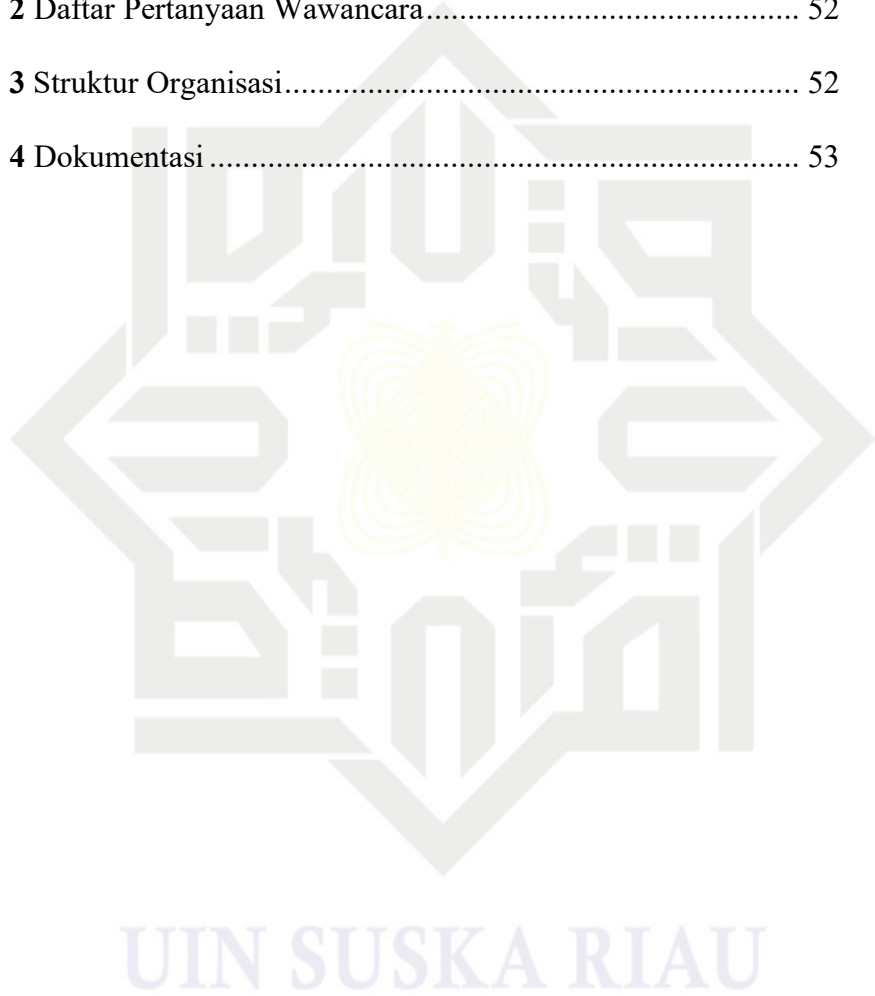 2 Daftar Pertanyaan Wawancara.......................................................... 52
3 Struktur Organisasi.......................................................................... 52
4 Dokumentasi.................................................................................... 53
UIN SUSKA RIAU